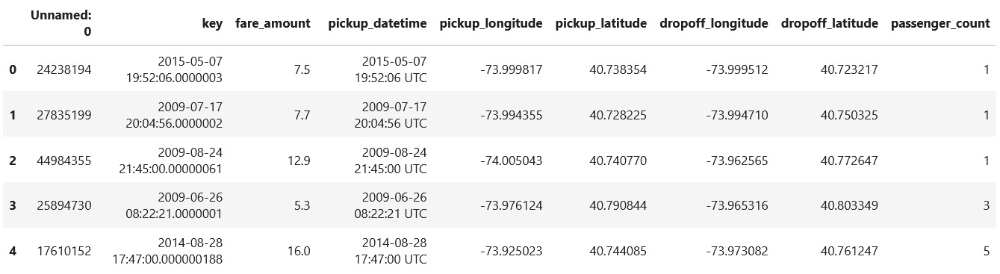 Unnamed: 0 key fare_amount pickup_datetime pickup_longitude pickup_latitude dropoff_longitude dropoff_latitude passenger_count
0 24238194 2015-05-07 19:52:06.0000003 7.5 2015-05-07 19:52:06 UTC -73.999817 40.738354 -73.999512 40.723217 1
1 27835199 2009-07-17 20:04:56.0000002 7.7 2009-07-17 20:04:56 UTC -73.994355 40.728225 -73.994710 40.750325 1
2 44984355 2009-08-24 21:45:00.00000061 12.9 2009-08-24 21:45:00 UTC -74.005043 40.740770 -73.962565 40.772647 1
3 25894730 2009-06-26 08:22:21.0000001 5.3 2009-06-26 08:22:21 UTC -73.976124 40.790844 -73.965316 40.803349 3
4 17610152 2014-08-28 17:47:00.000000188 16.0 2014-08-28 17:47:00 UTC -73.925023 40.744085 -73.973082 40.761247 5